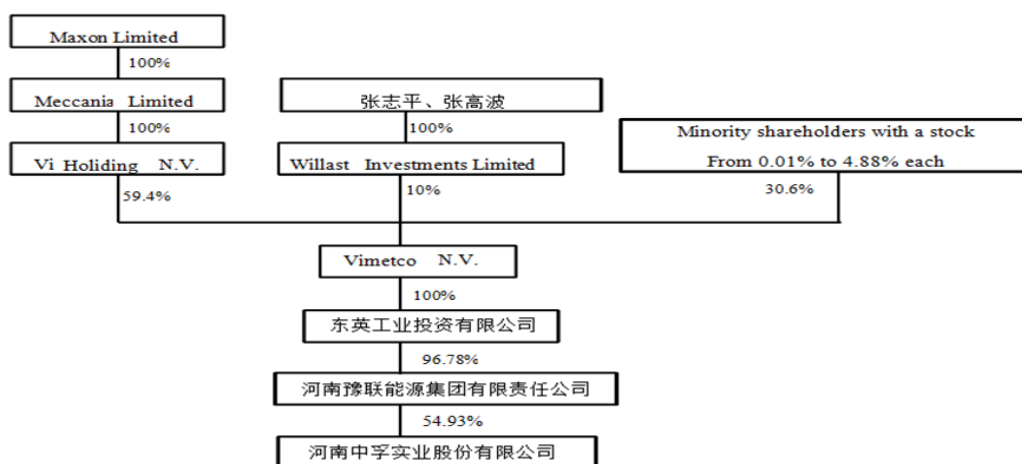 Maxon Limited
100%
Meccania Limited
张志平、张高波
100%
100%
Minority shareholders with a stock
From 0.01% to 4.88% each
Vi Holiding N.V.
Willast Investments Limited
59.4%
10%
30.6%
Vimetco N.V.
100%
东英工业投资有限公司
96.78%
河南豫联能源集团有限责任公司
54.93%
河南中孚实业股份有限公司